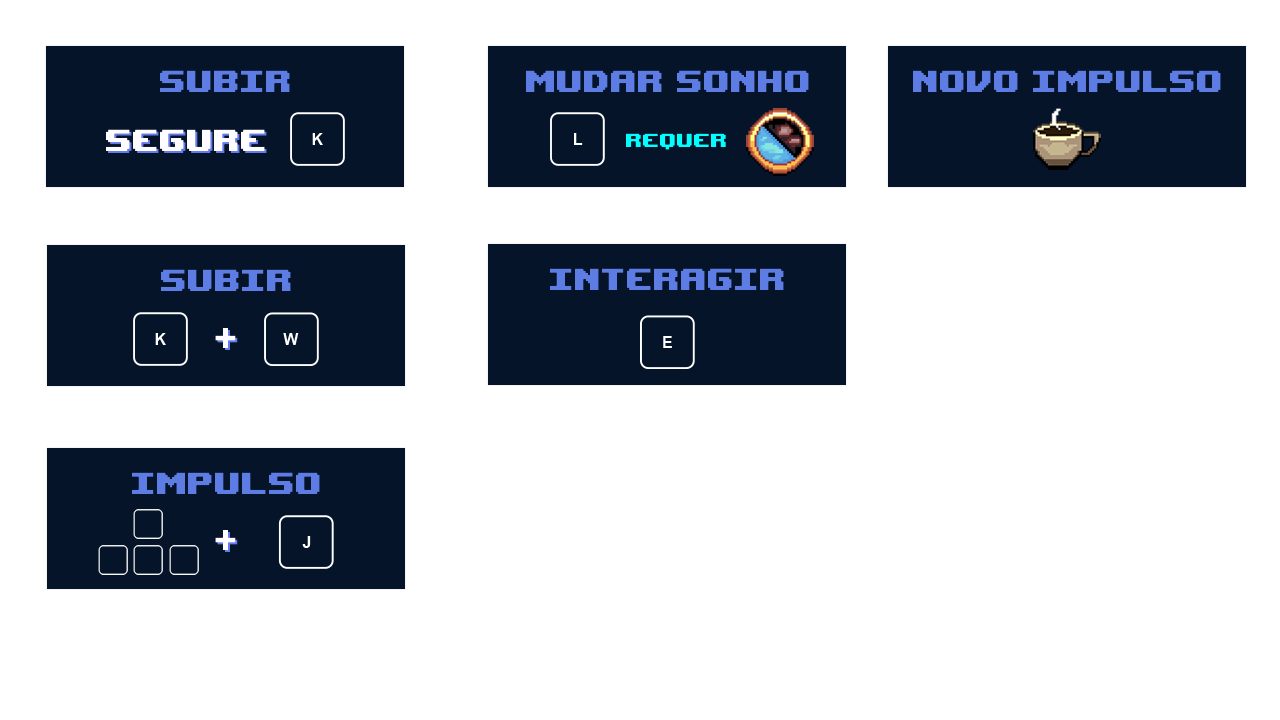 SUBIR
SEGURE K
MUDAR SONHO
L REQUER
NOVO IMPULSO
SUBIR
K + W
INTERAGIR
E
IMPULSO
+ J